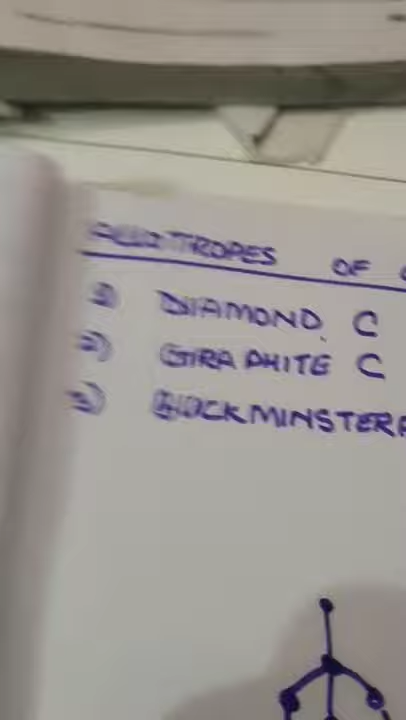 ALLOTROPES OF
1) DIAMOND C
2) GRAPHITE C
3) BUCKMINSTER